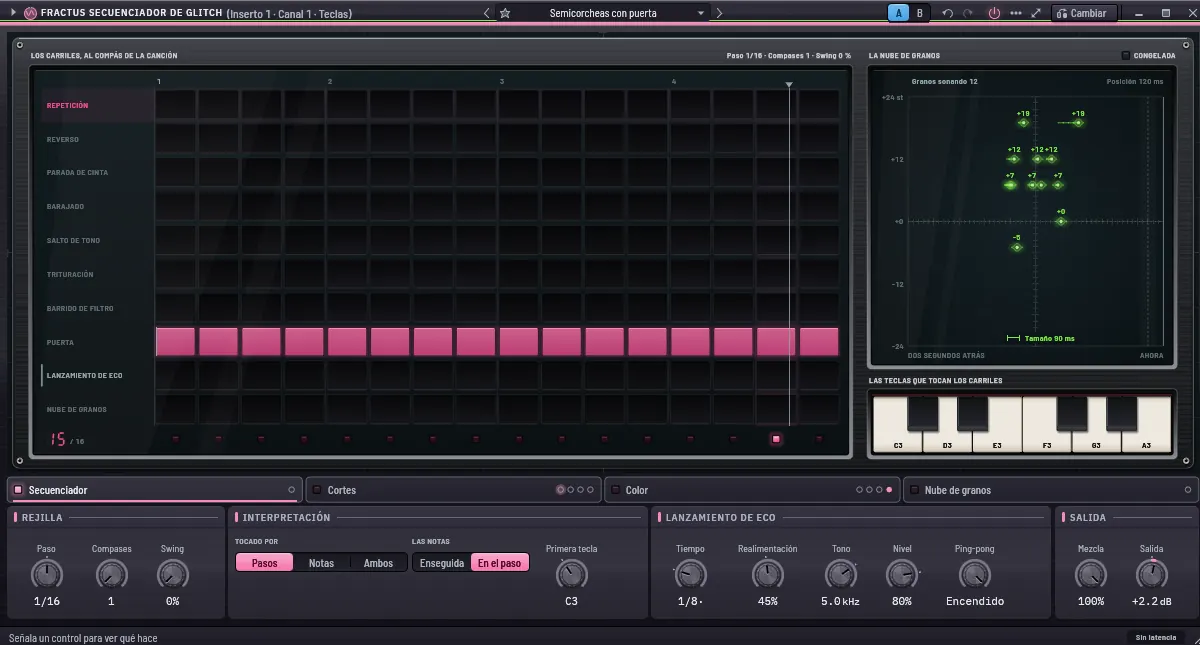 FRACTUS SECUENCIADOR DE GLITCH (Inserto 1 · Canal 1 · Teclas)
Semicorcheas con puerta
A B
Cambiar
LOS CARRILES, AL COMPÁS DE LA CANCIÓN
Paso 1/16 · Compases 1 · Swing 0 %
LA NUBE DE GRANOS
CONGELADA
1 2 3 4
REPETICIÓN
REVERSO
PARADA DE CINTA
BARAJADO
SALTO DE TONO
TRITURACIÓN
BARRIDO DE FILTRO
PUERTA
LANZAMIENTO DE ECO
NUBE DE GRANOS
15 / 16
Granos sonando 12
Posición 120 ms
+24 st
+19 +19
+12
+12 +12 +12
+7 +7 +7
+0
+0
-5
-12
-24
Tamaño 90 ms
DOS SEGUNDOS ATRÁS
AHORA
LAS TECLAS QUE TOCAN LOS CARRILES
C3 D3 E3 F3 G3 A3
Secuenciador
Cortes
Color
Nube de granos
REJILLA
Paso Compases Swing
1/16 1 0%
INTERPRETACIÓN
TOCADO POR
Pasos Notas Ambos
LAS NOTAS
Enseguida En el paso
Primera tecla
C3
LANZAMIENTO DE ECO
Tiempo Realimentación Tono Nivel Ping-pong
1/8· 45% 5.0 kHz 80% Encendido
SALIDA
Mezcla Salida
100% +2.2 dB
Señala un control para ver qué hace
Sin latencia